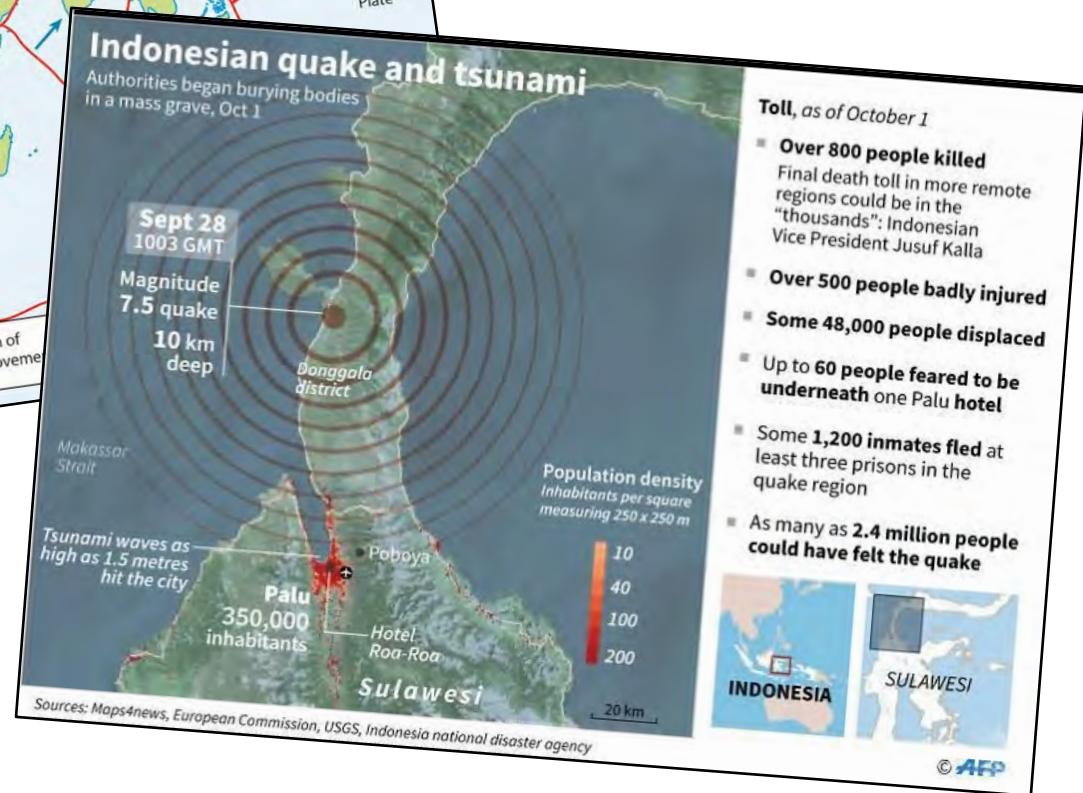 Plate
Indonesian quake and tsunami
Authorities began burying bodies
in a mass grave, Oct 1
Sept 28
1003 GMT
Magnitude
7.5 quake
10 km
deep
Donggala
district
Makassar
Strait
Tsunami waves as
high as 1.5 metres
hit the city
Poboya
Palu
350,000
inhabitants
Hotel
Roa-Roa
Sulawesi
Population density
Inhabitants per square
measuring 250 x 250 m
10
40
100
200
20 km
Toll, as of October 1
Over 800 people killed
Final death toll in more remote
regions could be in the
"thousands": Indonesian
Vice President Jusuf Kalla
Over 500 people badly injured
Some 48,000 people displaced
Up to 60 people feared to be
underneath one Palu hotel
Some 1,200 inmates fled at
least three prisons in the
quake region
As many as 2.4 million people
could have felt the quake
INDONESIA
SULAWESI
Sources: Maps4news, European Commission, USGS, Indonesia national disaster agency
© AFP
of